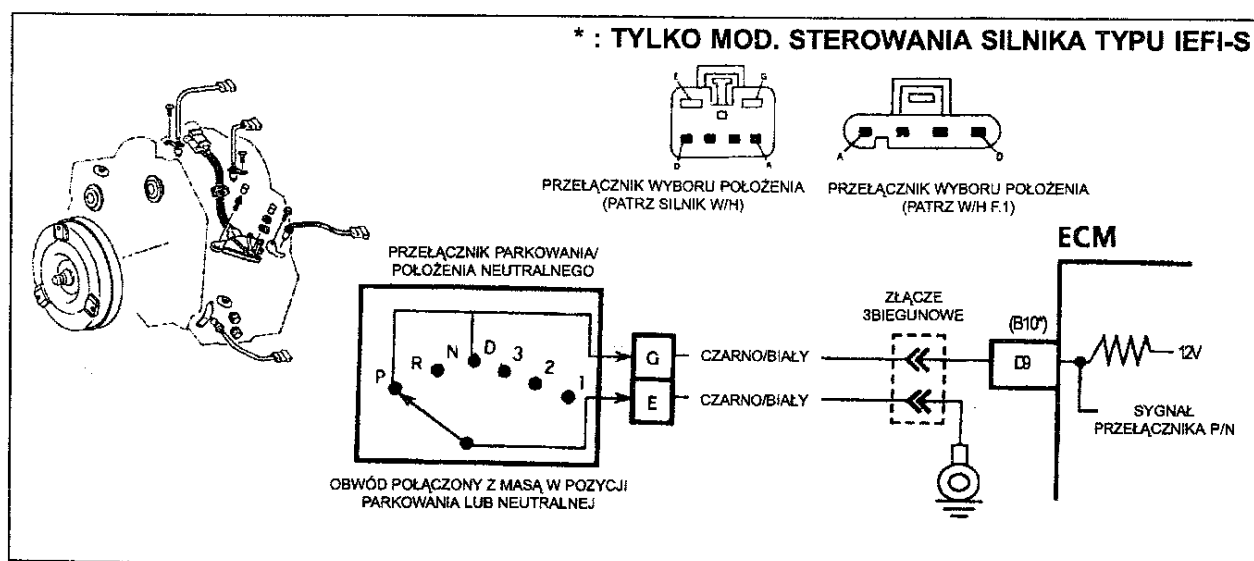 * : TYLKO MOD. STEROWANIA SILNIKA TYPU IEFI-S
F G
D A
A D
PRZEŁĄCZNIK WYBORU POŁOŻENIA
(PATRZ SILNIK W/H)
PRZEŁĄCZNIK WYBORU POŁOŻENIA
(PATRZ W/H F.1)
ECM
PRZEŁĄCZNIK PARKOWANIA/
POŁOŻENIA NEUTRALNEGO
ZŁĄCZE
3BIEGUNOWE
(B10*)
P R N D 3 2 1
G
CZARNO/BIAŁY
D9
12V
E
CZARNO/BIAŁY
SYGNAŁ
PRZEŁĄCZNIKA P/N
OBWÓD POŁĄCZONY Z MASĄ W POZYCJI
PARKOWANIA LUB NEUTRALNEJ